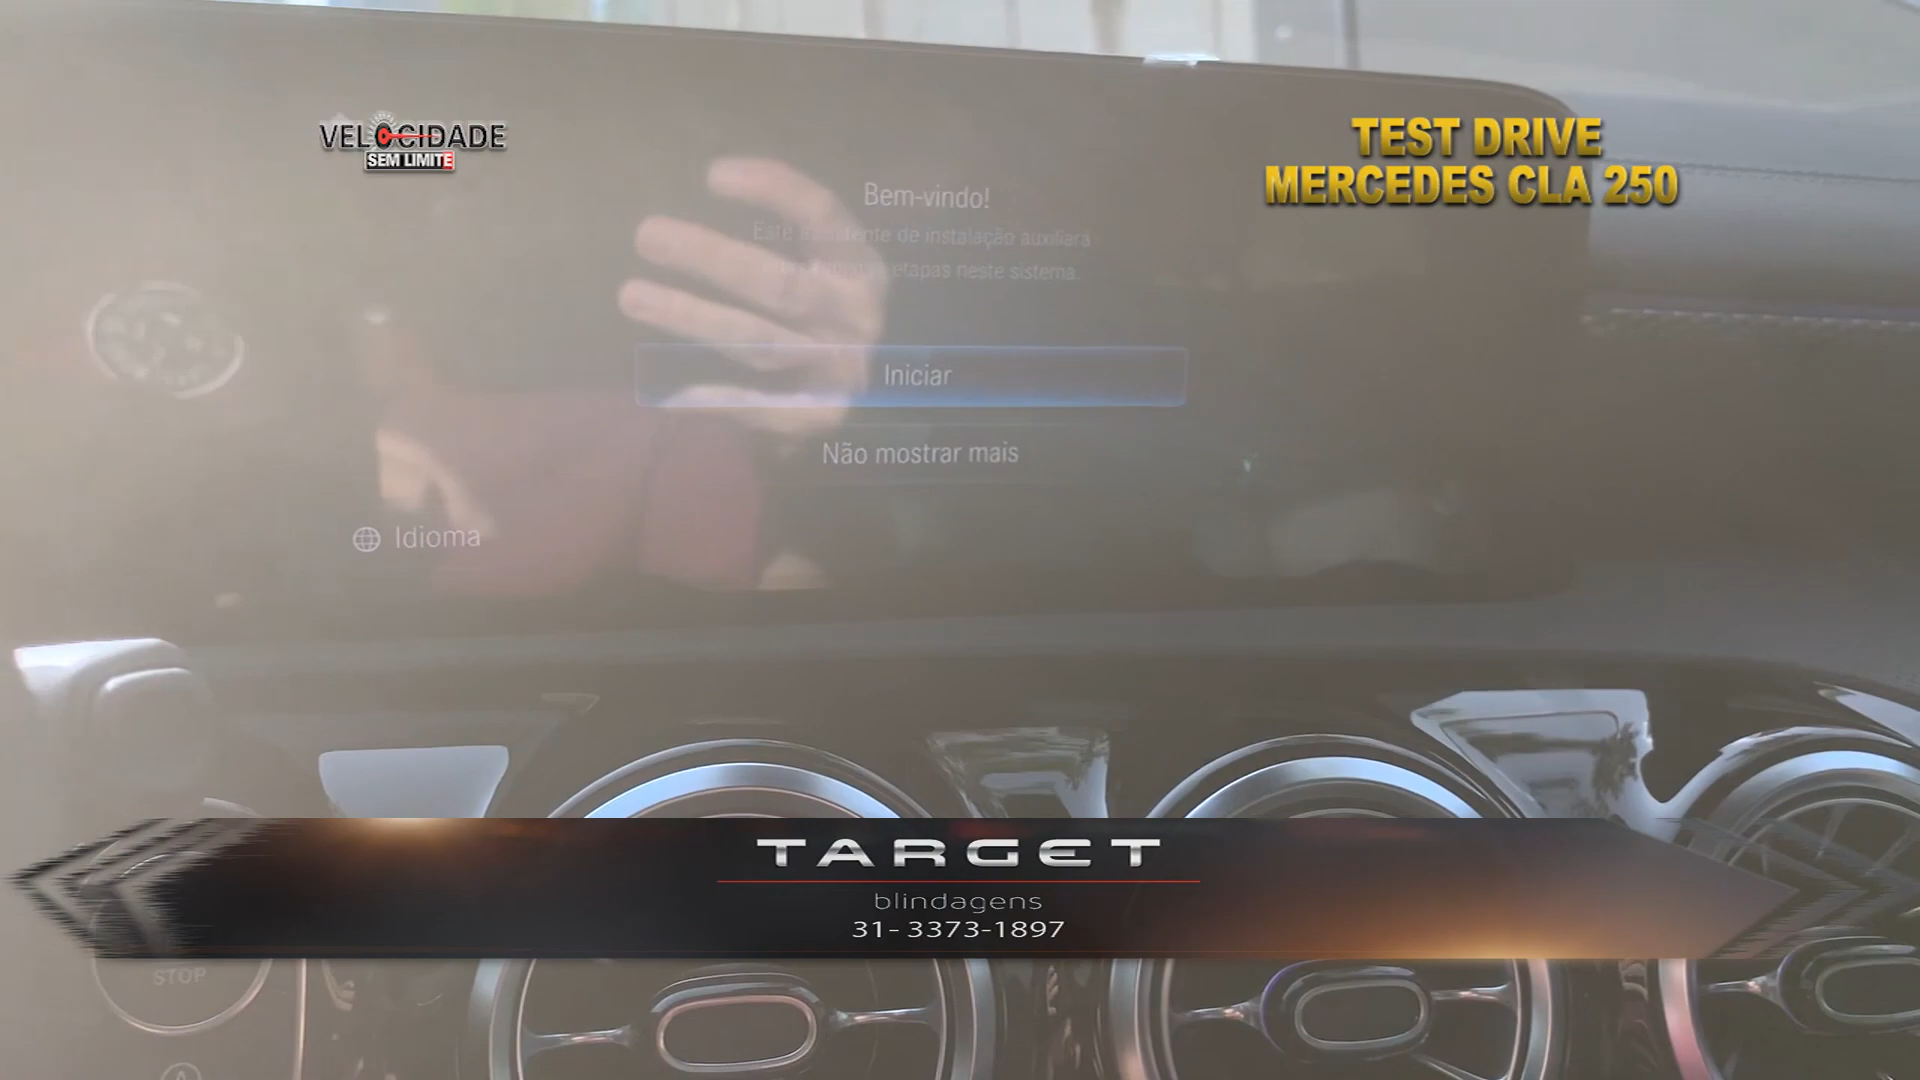 VELOCIDADE
SEM LIMITE
TEST DRIVE
MERCEDES CLA 250
Bem-vindo!
Este assistente de instalação auxiliará
etapas neste sistema.
Iniciar
Não mostrar mais
Idioma
TARGET
blindagens
31-3373-1897
STOP
A